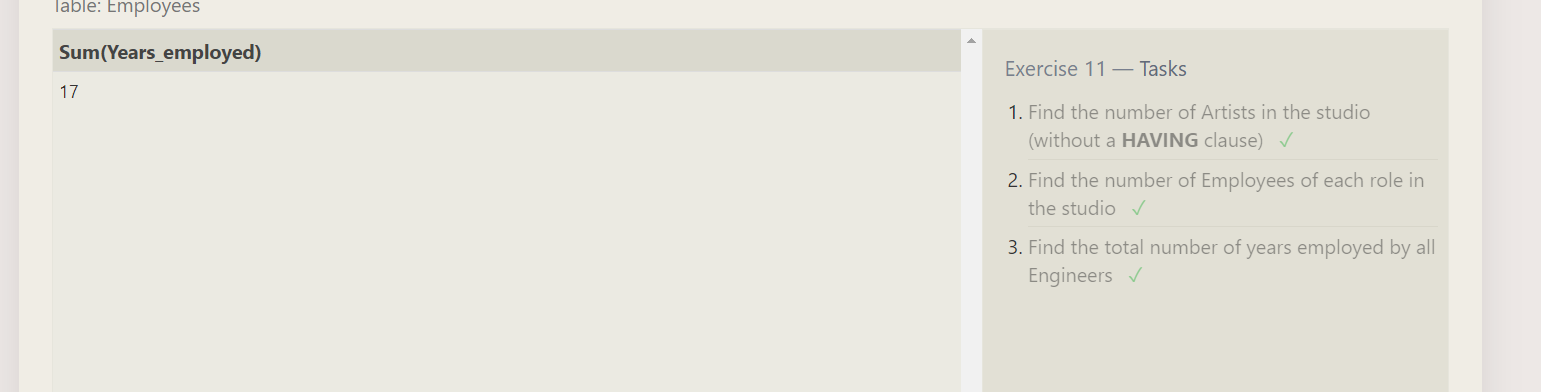 Table: Employees
Sum(Years_employed)
17
Exercise 11 — Tasks
1. Find the number of Artists in the studio
(without a HAVING clause) ✓
2. Find the number of Employees of each role in
the studio ✓
3. Find the total number of years employed by all
Engineers ✓